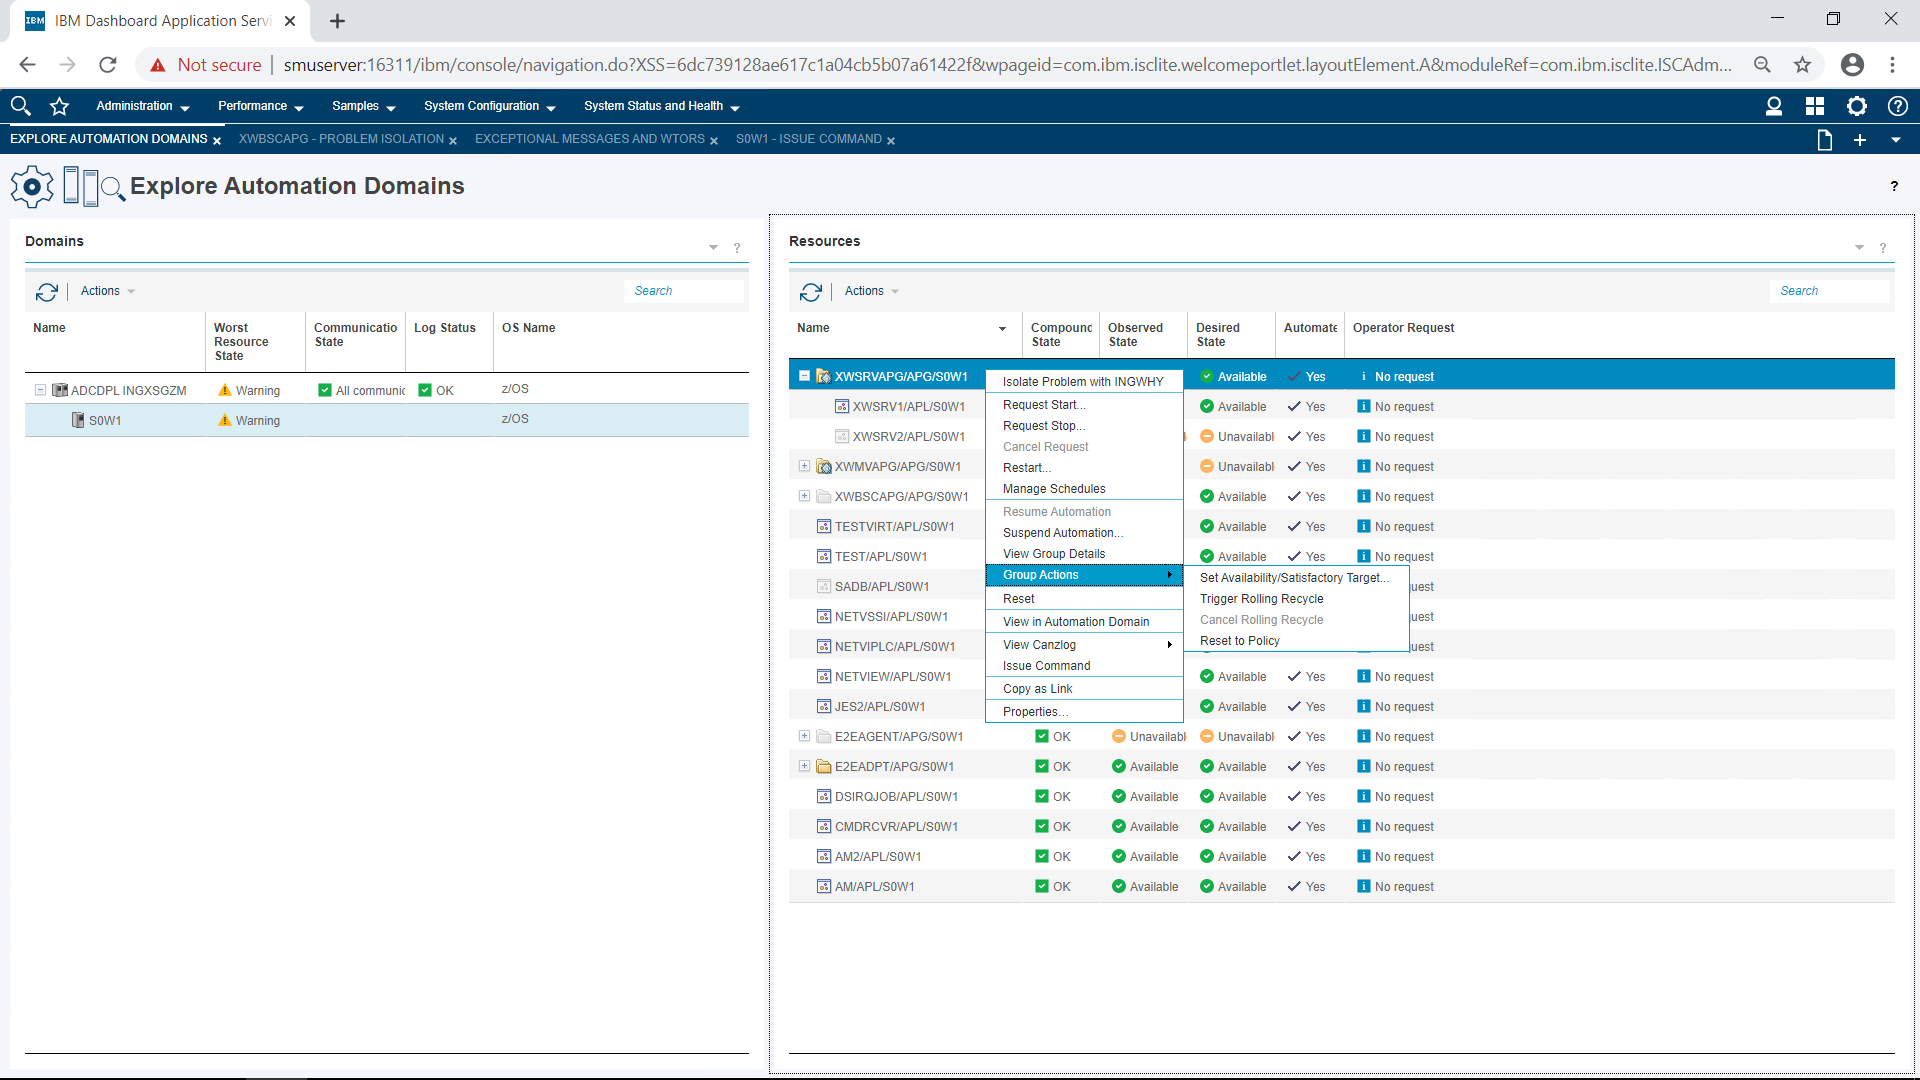 IBM Dashboard Application Servi
Not secure
smuserver:16311/ibm/console/navigation.do?XSS=6dc739128ae617c1a04cb5b07a61422f&wpageid=com.ibm.isclite.welcomeportlet.layoutElement.A&moduleRef=com.ibm.isclite.ISCAdm...
Administration Performance Samples System Configuration System Status and Health
EXPLORE AUTOMATION DOMAINS XWBSCAPG - PROBLEM ISOLATION EXCEPTIONAL MESSAGES AND WTORS S0W1 - ISSUE COMMAND
Explore Automation Domains
?
Domains
?
Actions
Search
Name Worst Resource State Communicatio State Log Status OS Name
ADCDPL INGXSGZM Warning All communic OK z/OS
S0W1 Warning z/OS
Resources
?
Actions
Search
Name Compound State Observed State Desired State Automate Operator Request
XWSRVAPG/APG/S0W1 Available Yes No request
XWSRV1/APL/S0W1 Available Yes No request
XWSRV2/APL/S0W1 Unavailabl Yes No request
XWMVAPG/APG/S0W1 Unavailabl Yes No request
XWBSCAPG/APG/S0W1 Available Yes No request
TESTVIRT/APL/S0W1 Available Yes No request
TEST/APL/S0W1 Available Yes No request
SADB/APL/S0W1 uest
NETVSSI/APL/S0W1 uest
NETVIPLC/APL/S0W1 uest
NETVIEW/APL/S0W1 Available Yes No request
JES2/APL/S0W1 Available Yes No request
E2EAGENT/APG/S0W1 OK Unavailabl Unavailabl Yes No request
E2EADPT/APG/S0W1 OK Available Available Yes No request
DSIRQJOB/APL/S0W1 OK Available Available Yes No request
CMDRCVR/APL/S0W1 OK Available Available Yes No request
AM2/APL/S0W1 OK Available Available Yes No request
AM/APL/S0W1 OK Available Available Yes No request
Isolate Problem with INGWHY
Request Start...
Request Stop...
Cancel Request
Restart...
Manage Schedules
Resume Automation
Suspend Automation...
View Group Details
Group Actions
Reset
View in Automation Domain
View Canzlog
Issue Command
Copy as Link
Properties...
Set Availability/Satisfactory Target...
Trigger Rolling Recycle
Cancel Rolling Recycle
Reset to Policy